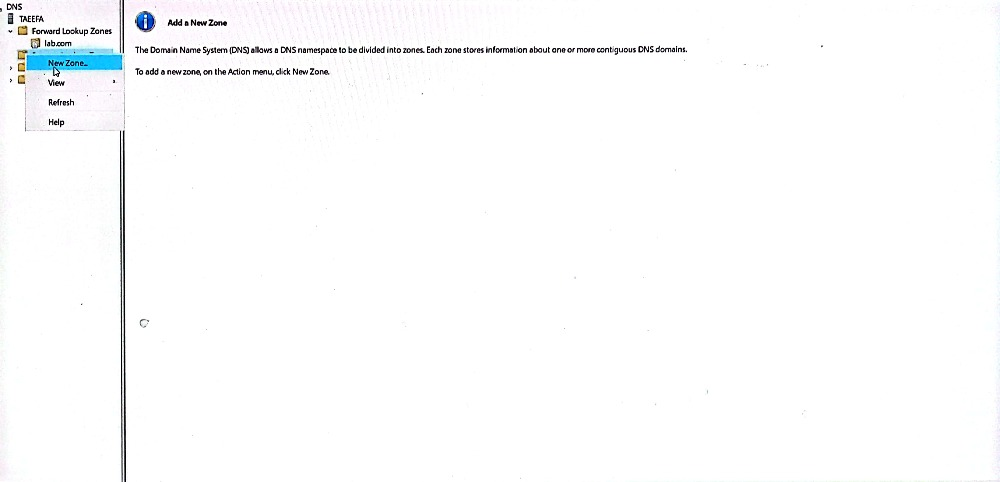 DNS
TAEEFA
Forward Lookup Zones
lab.com
New Zone...
View
Refresh
Help
Add a New Zone
The Domain Name System (DNS) allows a DNS namespace to be divided into zones. Each zone stores information about one or more contiguous DNS domains.
To add a new zone, on the Action menu, click New Zone.